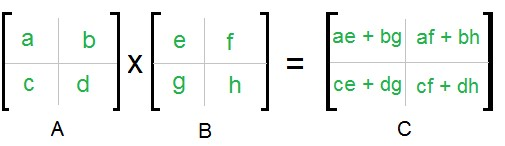 a b x e f = ae + bg af + bh
c d g h ce + dg cf + dh
A B C